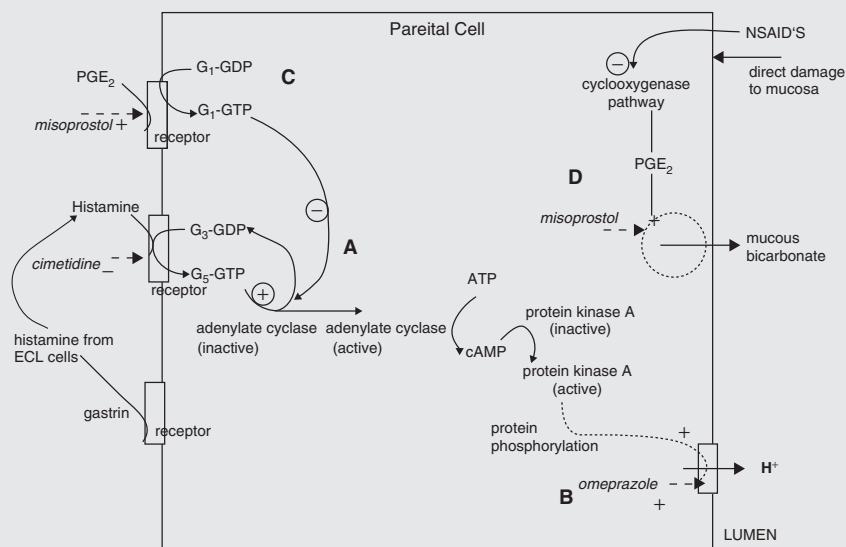 Pareital Cell
NSAID'S
direct damage
to mucosa
cyclooxygenase
pathway
PGE2
G1-GDP
C
G1-GTP
misoprostol +
receptor
PGE2
D
misoprostol
+
mucous
bicarbonate
Histamine
G3-GDP
A
cimetidine –
G5-GTP
receptor
+
–
–
ATP
adenylate cyclase
(inactive)
adenylate cyclase
(active)
cAMP
protein kinase A
(inactive)
protein kinase A
(active)
histamine from
ECL cells
gastrin
receptor
protein
phosphorylation
+
H+
omeprazole
B
+
LUMEN